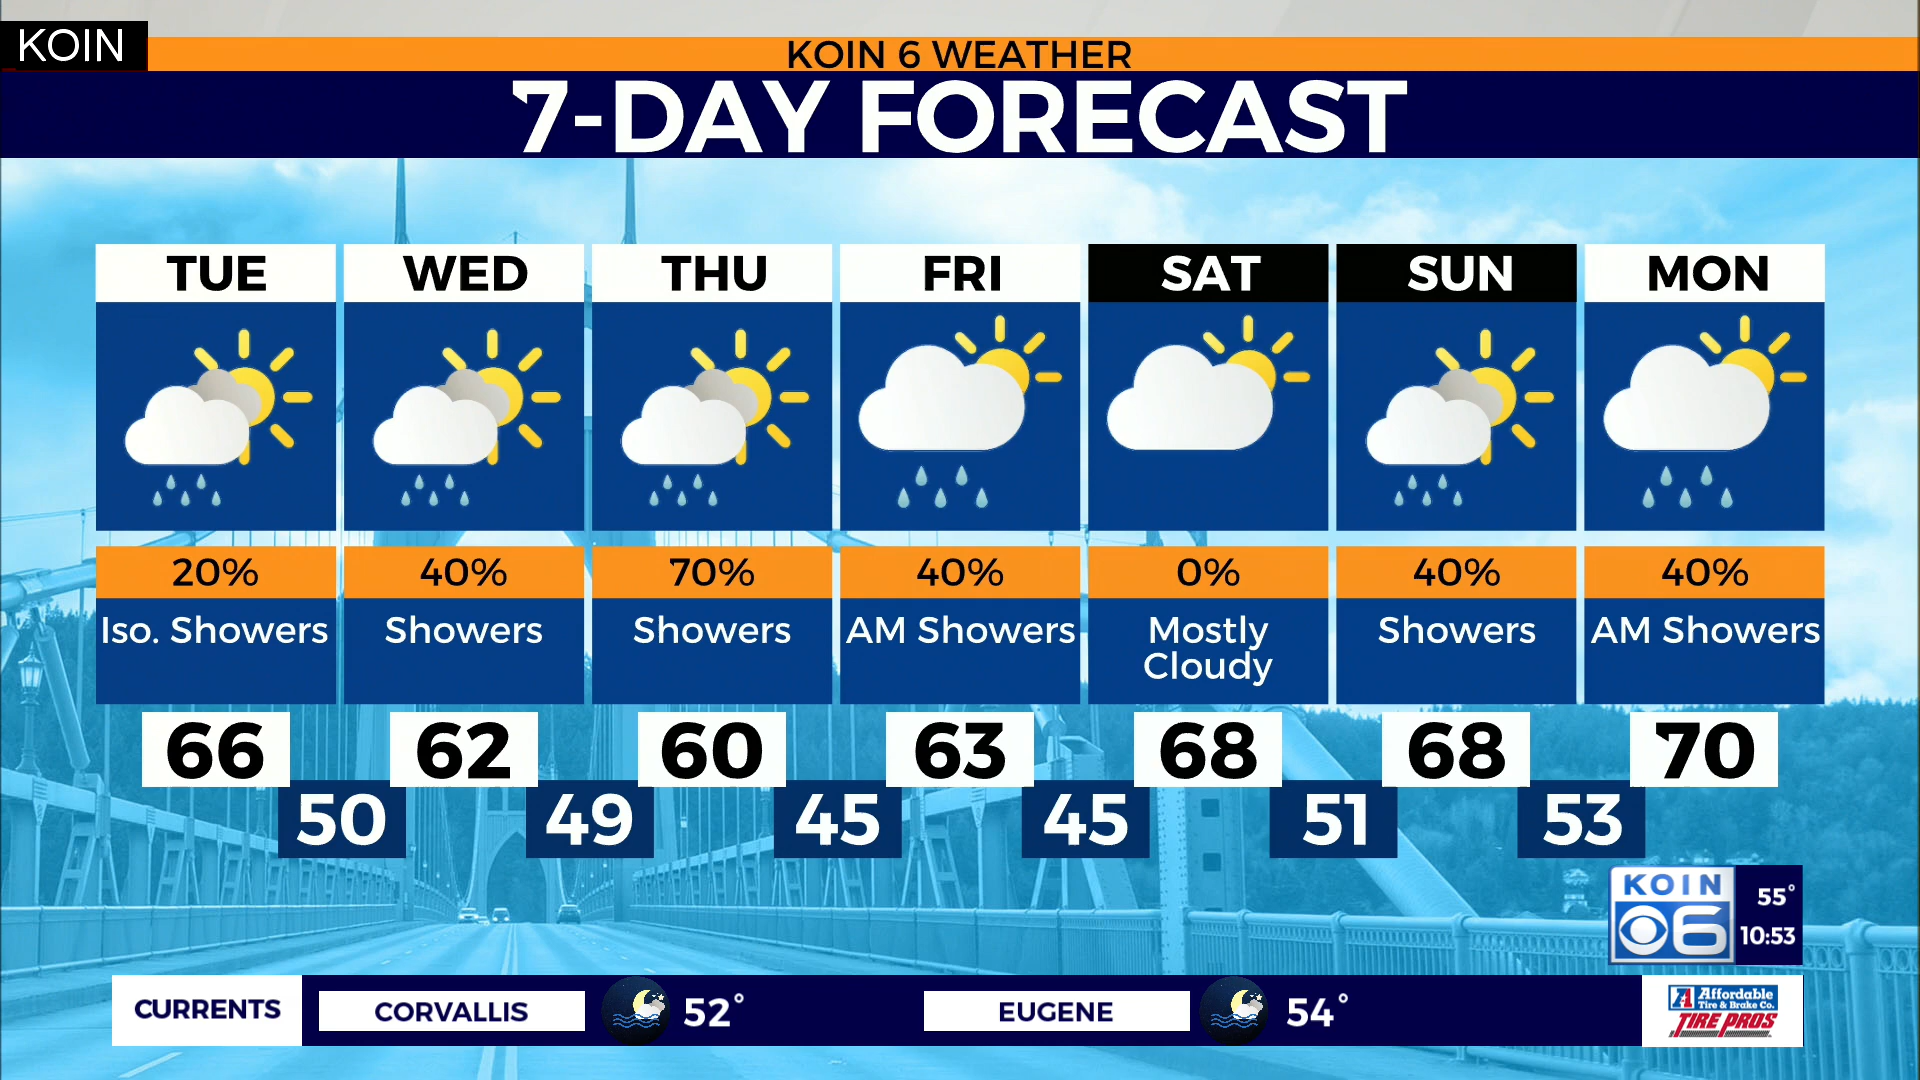 KOIN
KOIN 6 WEATHER
7-DAY FORECAST
TUE WED THU FRI SAT SUN MON
20% 40% 70% 40% 0% 40% 40%
Iso. Showers Showers Showers AM Showers Mostly Cloudy Showers AM Showers
66 62 60 63 68 68 70
50 49 45 45 51 53
KOIN 6
55°
10:53
CURRENTS CORVALLIS 52° EUGENE 54°
Affordable
Tire & Brake Co.
TIRE PROS